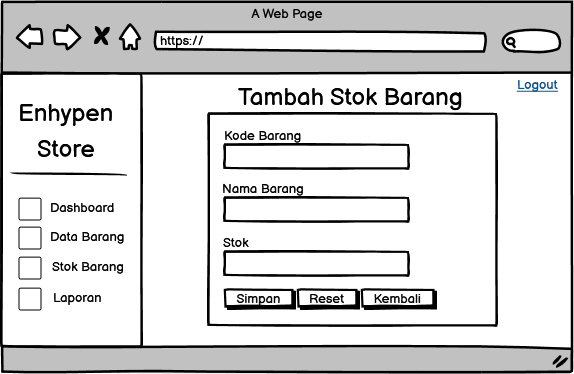 A Web Page
https://
Logout
Enhypen
Store
Dashboard
Data Barang
Stok Barang
Laporan
Tambah Stok Barang
Kode Barang
Nama Barang
Stok
Simpan Reset Kembali